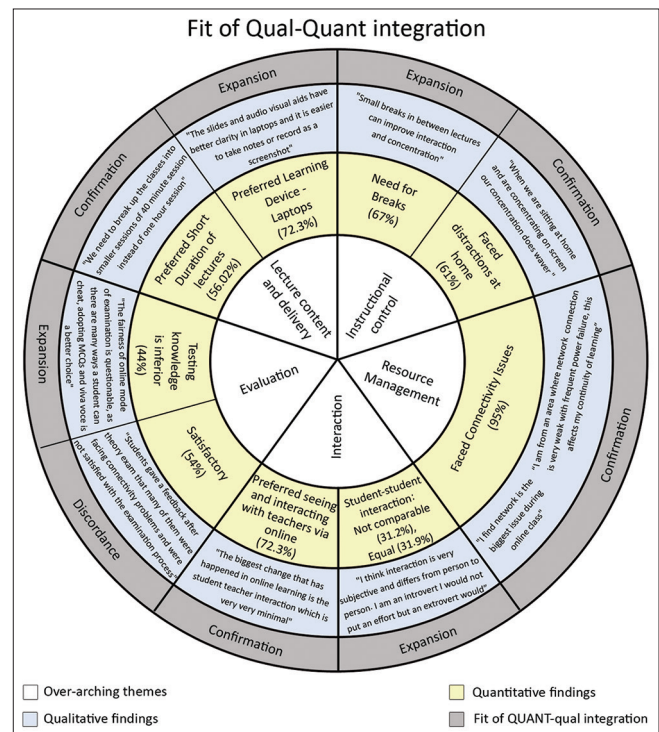 Fit of Qual-Quant integration
Expansion
"Small breaks in between lectures
can improve interaction
and concentration"
Need for
Breaks
(67%)
Instructional
control
Confirmation
"When we are sitting at home
and are concentrating on screen
our concentration does waver"
Faced
distractions at
home
(61%)
Confirmation
"I am from an area where network connection
is very weak with frequent power failure, this
affects my continuity of learning"
"I find network is the
biggest issue during
online class"
Faced Connectivity Issues
(95%)
Resource
Management
Expansion
"I think interaction is very
subjective and differs from person to
person. I am an introvert I would not
put an effort but an extrovert would"
Student-student
interaction:
Not comparable
(31.2%),
Equal (31.9%)
Interaction
Confirmation
"The biggest change that has
happened in online learning is the
student teacher interaction which is
very very minimal"
Preferred seeing
and interacting
with teachers via
online
(72.3%)
Discordance
"Students gave a feedback after
theory exam that many of them were
facing connectivity problems and were
not satisfied with the examination process"
Satisfactory
(54%)
Evaluation
Expansion
"The fairness of online mode
of examination is questionable, as
there are many ways a student can
cheat, adopting MCQs and viva voce is
a better choice"
Testing
knowledge
is inferior
(44%)
Confirmation
"We need to break up the classes into
smaller sessions of 40 minute session
instead of one hour session"
Preferred Short
Duration of
lectures
(56.02%)
Lecture content
and delivery
Expansion
"The slides and audio visual aids have
better clarity in laptops and it is easier
to take notes or record as a
screenshot"
Preferred Learning
Device -
Laptops
(72.3%)
Over-arching themes
Qualitative findings
Quantitative findings
Fit of QUANT-qual integration